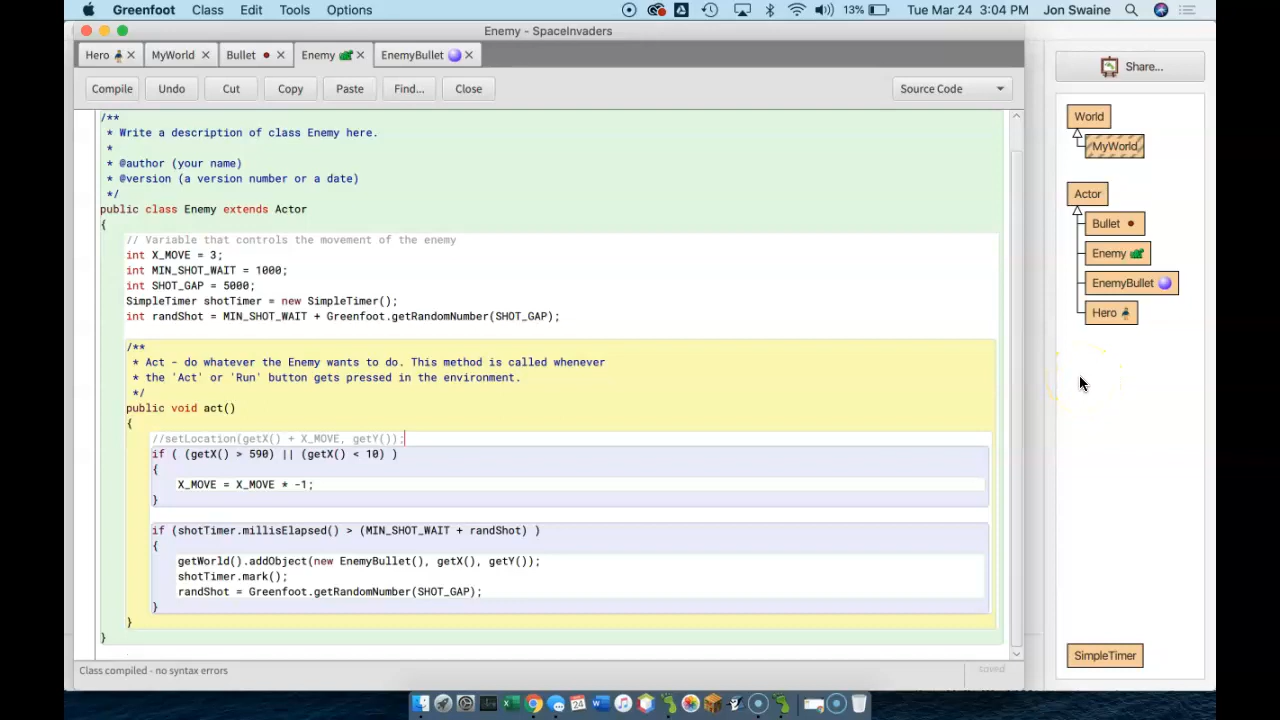 Greenfoot Class Edit Tools Options 13% Tue Mar 24 3:04 PM Jon Swaine
Enemy - SpaceInvaders
Hero MyWorld Bullet Enemy EnemyBullet
Compile Undo Cut Copy Paste Find... Close Source Code
/**
* Write a description of class Enemy here.
*
* @author (your name)
* @version (a version number or a date)
*/
public class Enemy extends Actor
{
// Variable that controls the movement of the enemy
int X_MOVE = 3;
int MIN_SHOT_WAIT = 1000;
int SHOT_GAP = 5000;
SimpleTimer shotTimer = new SimpleTimer();
int randShot = MIN_SHOT_WAIT + Greenfoot.getRandomNumber(SHOT_GAP);
/**
* Act - do whatever the Enemy wants to do. This method is called whenever
* the 'Act' or 'Run' button gets pressed in the environment.
*/
public void act()
{
//setLocation(getX() + X_MOVE, getY());
if ( (getX() > 590) || (getX() < 10) )
{
X_MOVE = X_MOVE * -1;
}
if (shotTimer.millisElapsed() > (MIN_SHOT_WAIT + randShot) )
{
getWorld().addObject(new EnemyBullet(), getX(), getY());
shotTimer.mark();
randShot = Greenfoot.getRandomNumber(SHOT_GAP);
}
}
}
Class compiled - no syntax errors
saved
Share...
World
MyWorld
Actor
Bullet
Enemy
EnemyBullet
Hero
SimpleTimer